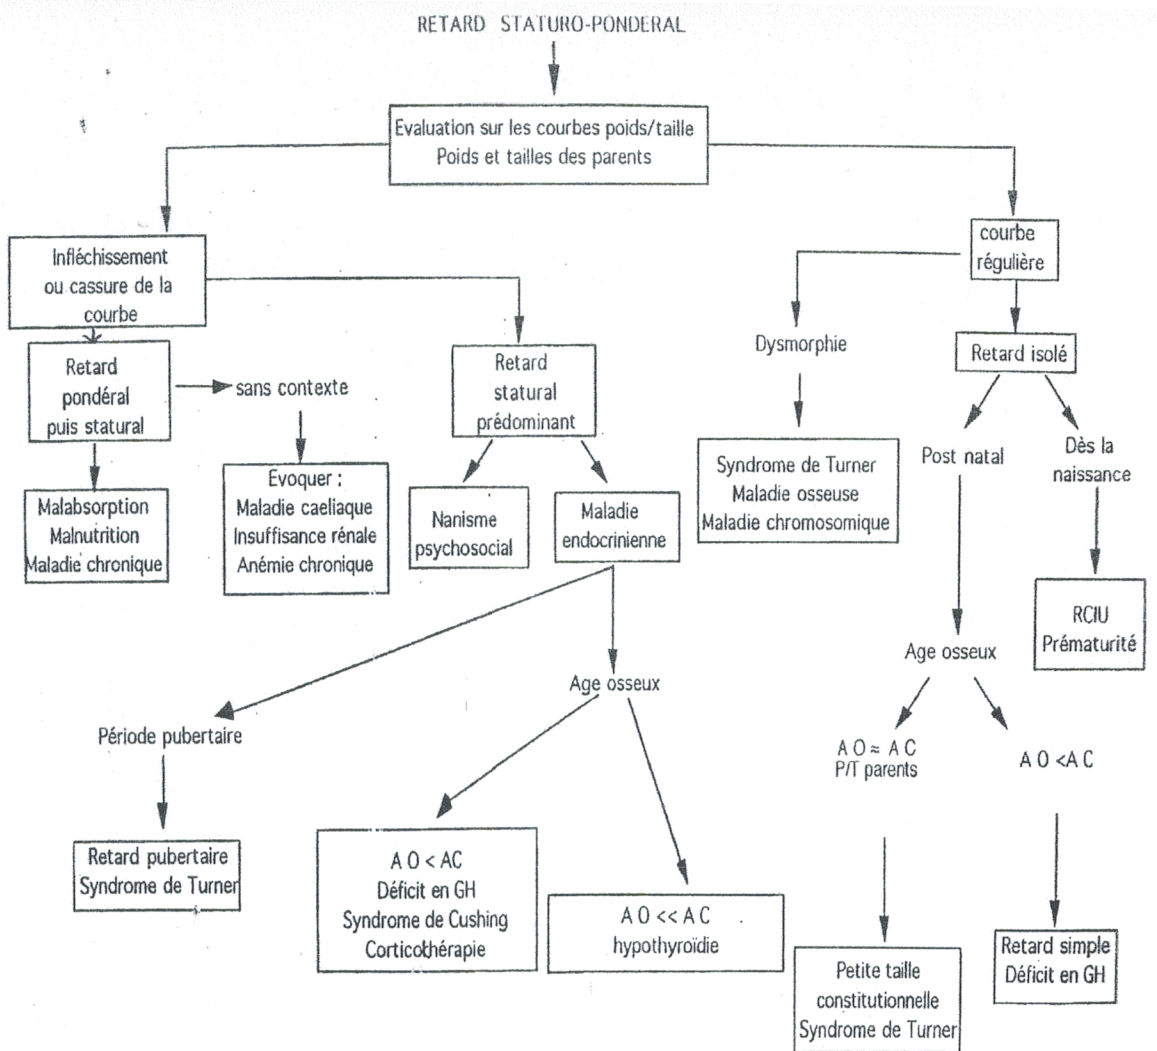 RETARD STATURO-PONDERAL
Evaluation sur les courbes poids/taille
Poids et tailles des parents
Infléchissement
ou cassure de la
courbe
courbe
régulière
Retard
pondéral
puis statural
sans contexte
Retard
statural
prédominant
Dysmorphie
Retard isolé
Malabsorption
Malnutrition
Maladie chronique
Evoquer :
Maladie caeliaque
Insuffisance rénale
Anémie chronique
Nanisme
psychosocial
Maladie
endocrinienne
Syndrome de Turner
Maladie osseuse
Maladie chromosomique
Post natal
Dès la
naissance
RCIU
Prématurité
Age osseux
Age osseux
Période pubertaire
A O ≈ A C
P/T parents
A O <A C
Retard pubertaire
Syndrome de Turner
A O < AC
Déficit en GH
Syndrome de Cushing
Corticothérapie
A O << A C
hypothyroïdie
Petite taille
constitutionnelle
Syndrome de Turner
Retard simple
Déficit en GH